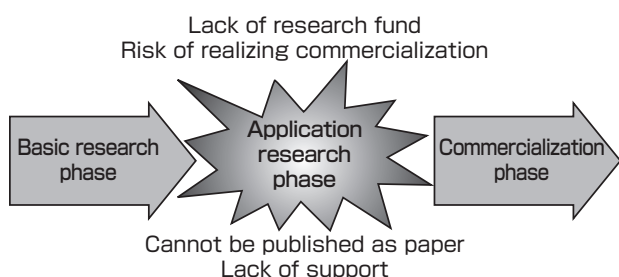 Lack of research fund
Risk of realizing commercialization
Basic research
phase
Application
research
phase
Commercialization
phase
Cannot be published as paper
Lack of support